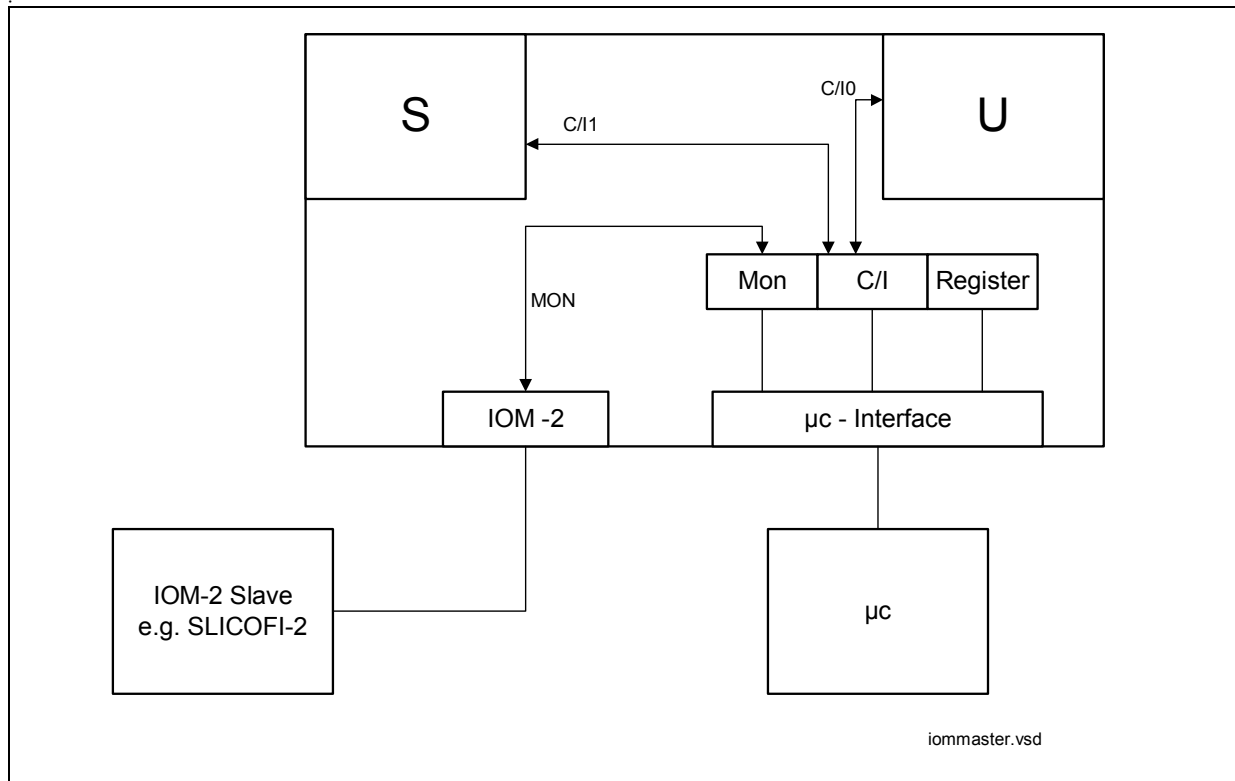 C/I0
S
U
C/I1
Mon
C/I
Register
MON
IOM -2
µc - Interface
IOM-2 Slave
e.g. SLICOFI-2
µc
iommaster.vsd